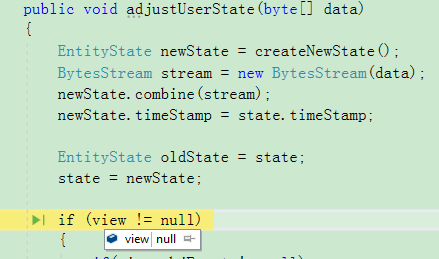 public void adjustUserState(byte[] data)
{
EntityState newState = createNewState();
BytesStream stream = new BytesStream(data);
newState.combine(stream);
newState.timeStamp = state.timeStamp;
EntityState oldState = state;
state = newState;
if (view != null)
view null
{